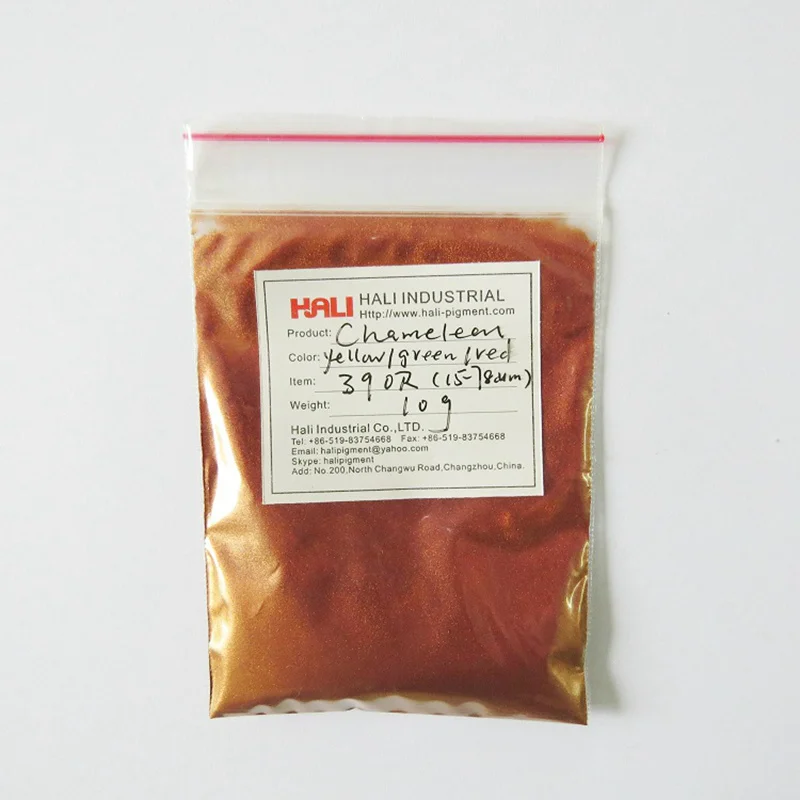 HALI HALI INDUSTRIAL
Http://www.hali-pigment.com
Product: Chameleon
Color: yellow/green/red
Item: 390R (15-78um)
Weight: 10g
Hali Industrial Co.,LTD.
Tel: +86-519-83754668 Fax: +86-519-83754668
Email: halipigment@yahoo.com
Skype: halipigment
Add: No.200,North Changwu Road,Changzhou,China.